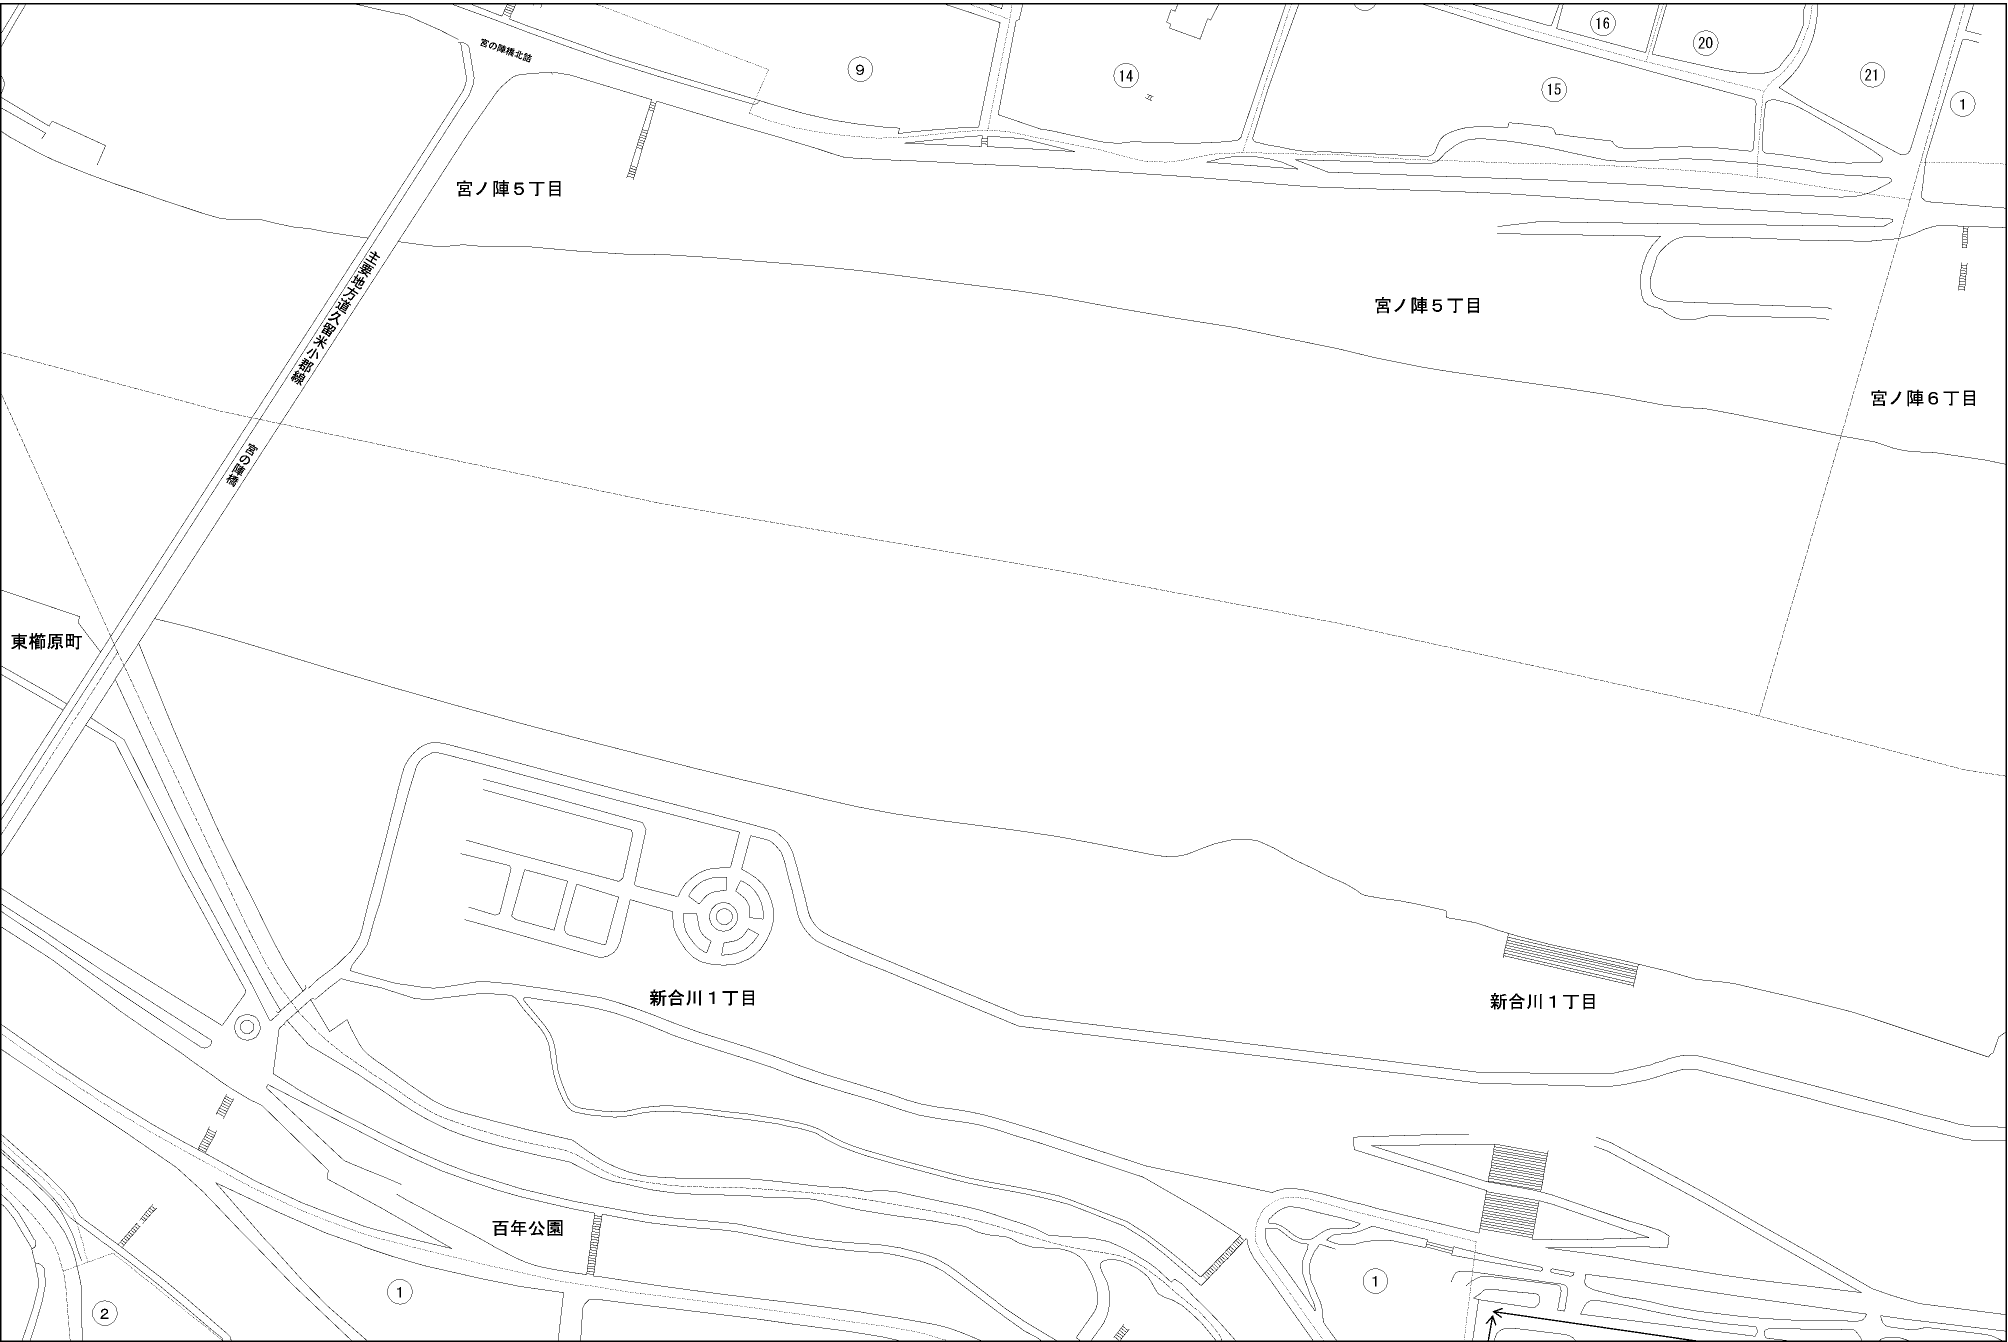 16
20
宮の陣橋北詰
9
14
21
15
1
宮ノ陣５丁目
主要地方道久留米小郡線
宮ノ陣５丁目
宮ノ陣６丁目
宮の陣橋
東櫛原町
新合川１丁目
新合川１丁目
百年公園
1
1
2